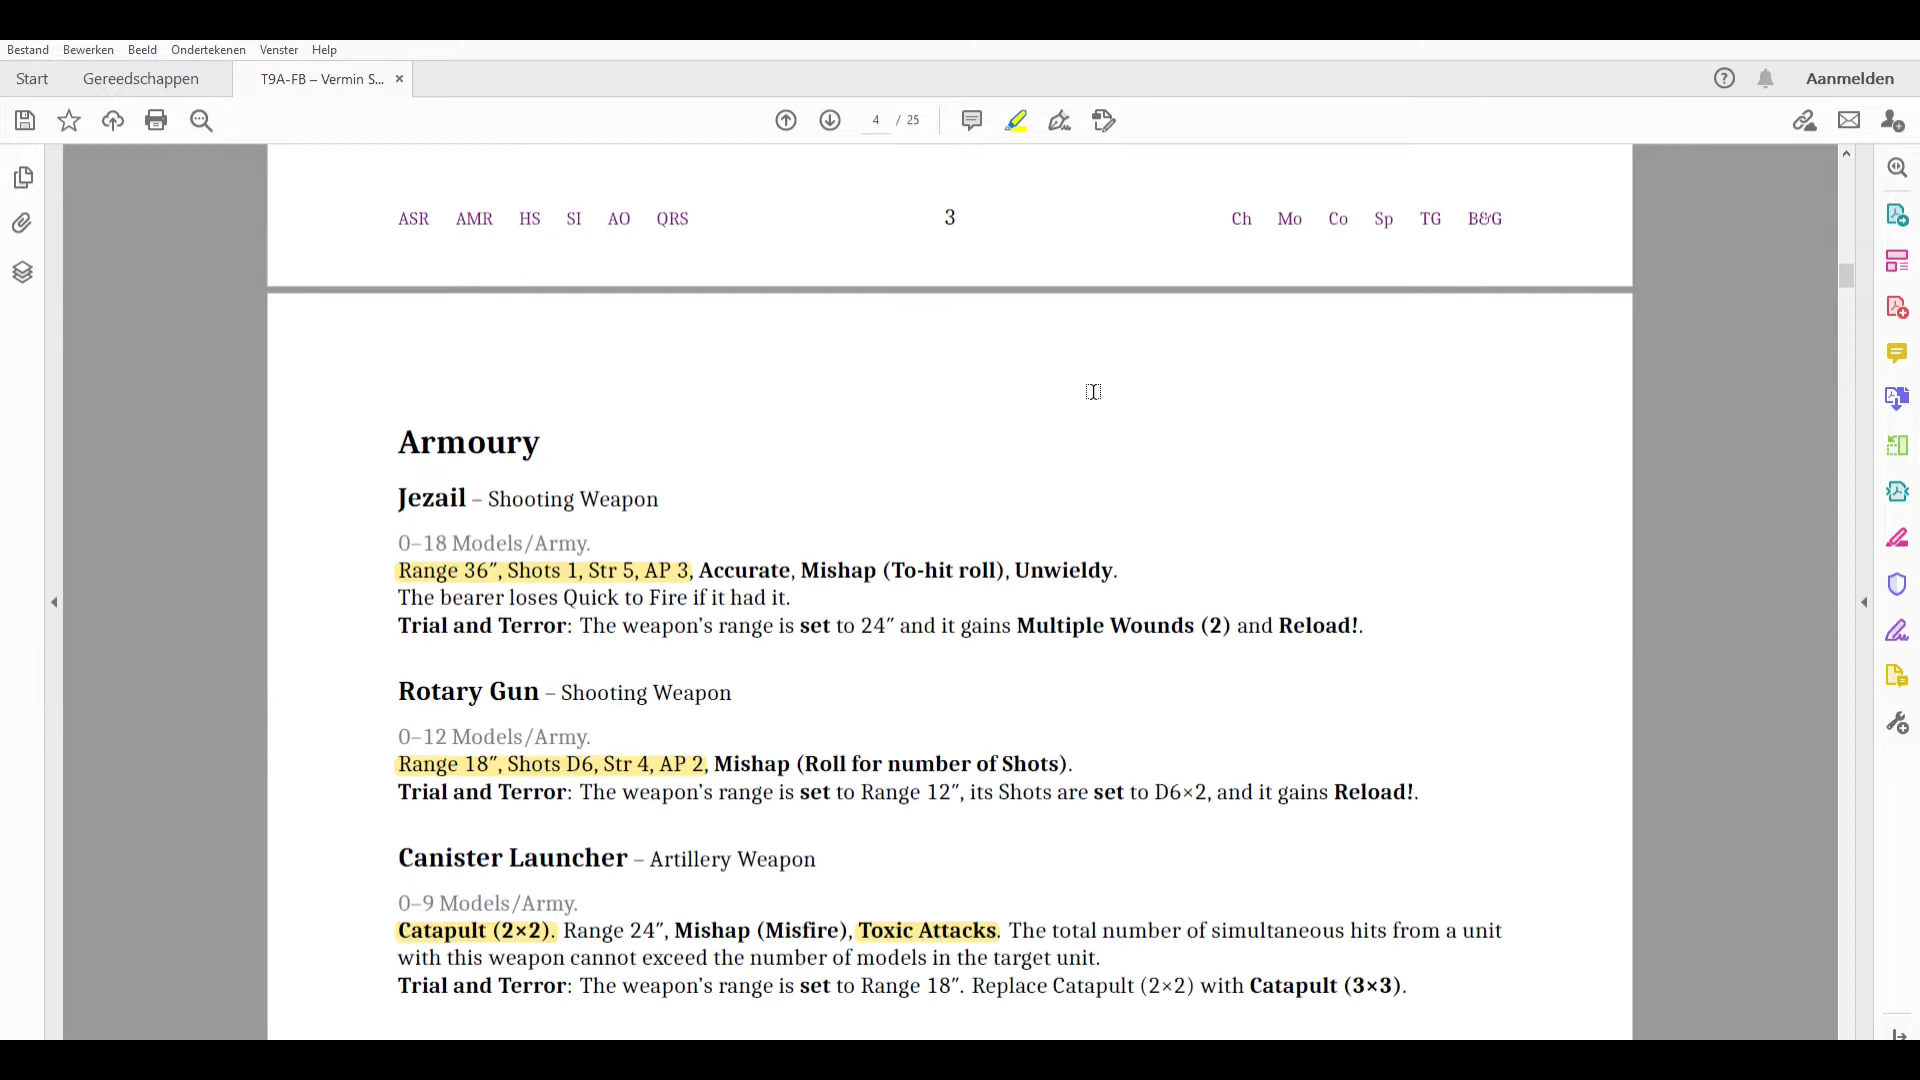 Bestand Bewerken Beeld Ondertekenen Venster Help
Start Gereedschappen T9A-FB – Vermin S... × Aanmelden
4 / 25
ASR AMR HS SI AO QRS 3 Ch Mo Co Sp TG B&G
Armoury
Jezail – Shooting Weapon
0–18 Models/Army.
Range 36″, Shots 1, Str 5, AP 3, Accurate, Mishap (To-hit roll), Unwieldy.
The bearer loses Quick to Fire if it had it.
Trial and Terror: The weapon’s range is set to 24″ and it gains Multiple Wounds (2) and Reload!.
Rotary Gun – Shooting Weapon
0–12 Models/Army.
Range 18″, Shots D6, Str 4, AP 2, Mishap (Roll for number of Shots).
Trial and Terror: The weapon’s range is set to Range 12″, its Shots are set to D6×2, and it gains Reload!.
Canister Launcher – Artillery Weapon
0–9 Models/Army.
Catapult (2×2). Range 24″, Mishap (Misfire), Toxic Attacks. The total number of simultaneous hits from a unit
with this weapon cannot exceed the number of models in the target unit.
Trial and Terror: The weapon’s range is set to Range 18″. Replace Catapult (2×2) with Catapult (3×3).